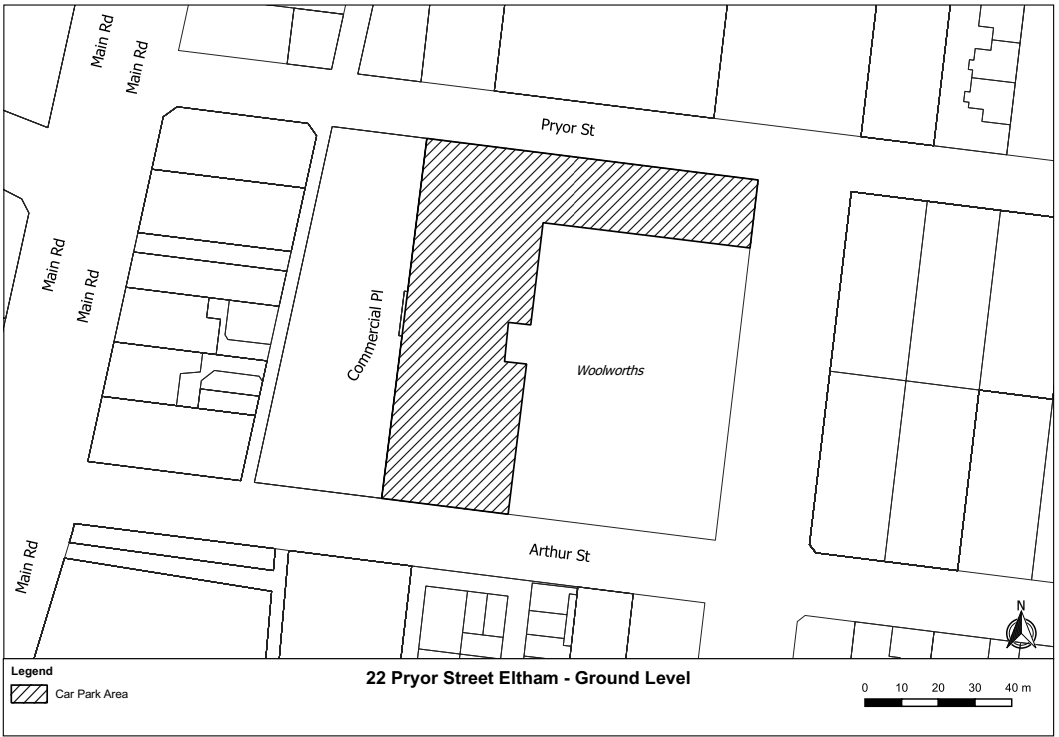 Main Rd
Main Rd
Pryor St
Main Rd
Main Rd
Commercial Pl
Woolworths
Arthur St
Main Rd
N
Legend
Car Park Area
22 Pryor Street Eltham - Ground Level
0 10 20 30 40 m